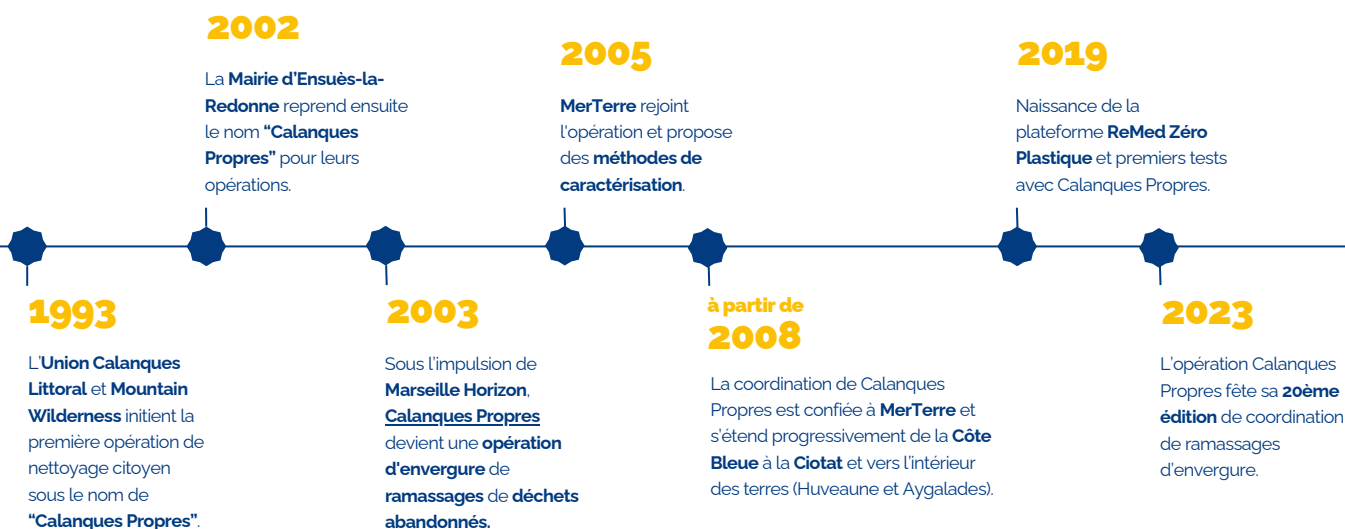 2002
La Mairie d'Ensuès-la-
Redonne reprend ensuite
le nom “Calanques
Propres” pour leurs
opérations.
2005
MerTerre rejoint
l'opération et propose
des méthodes de
caractérisation.
2019
Naissance de la
plateforme ReMed Zéro
Plastique et premiers tests
avec Calanques Propres.
1993
L'Union Calanques
Littoral et Mountain
Wilderness initient la
première opération de
nettoyage citoyen
sous le nom de
“Calanques Propres”.
2003
Sous l'impulsion de
Marseille Horizon,
Calanques Propres
devient une opération
d'envergure de
ramassages de déchets
abandonnés.
à partir de
2008
La coordination de Calanques
Propres est confiée à MerTerre et
s'étend progressivement de la Côte
Bleue à la Ciotat et vers l'intérieur
des terres (Huveaune et Aygalades).
2023
L'opération Calanques
Propres fête sa 20ème
édition de coordination
de ramassages
d'envergure.